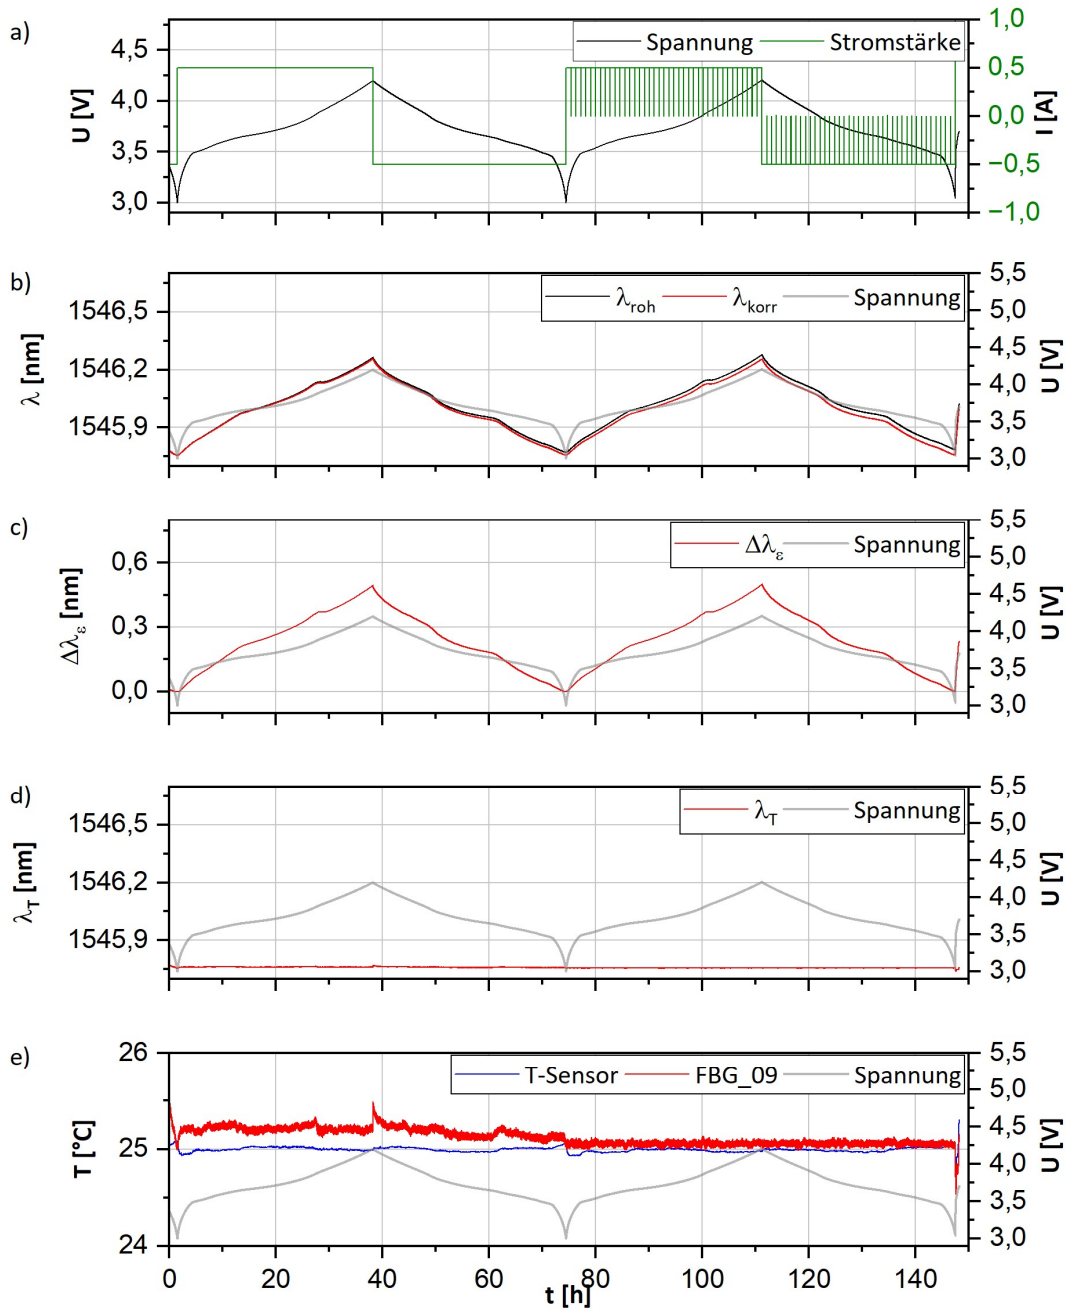 a)
Spannung Stromstärke
4,5
4,0
3,5
3,0
U [V]
1,0
0,5
0,0
−0,5
−1,0
I [A]
b)
λroh λkorr Spannung
1546,5
1546,2
1545,9
λ [nm]
5,5
5,0
4,5
4,0
3,5
3,0
U [V]
c)
Δλε Spannung
0,6
0,3
0,0
Δλε [nm]
5,5
5,0
4,5
4,0
3,5
3,0
U [V]
d)
λT Spannung
1546,5
1546,2
1545,9
λT [nm]
5,5
5,0
4,5
4,0
3,5
3,0
U [V]
e)
T-Sensor FBG_09 Spannung
26
25
24
T [°C]
5,5
5,0
4,5
4,0
3,5
3,0
U [V]
0 20 40 60 80 100 120 140
t [h]